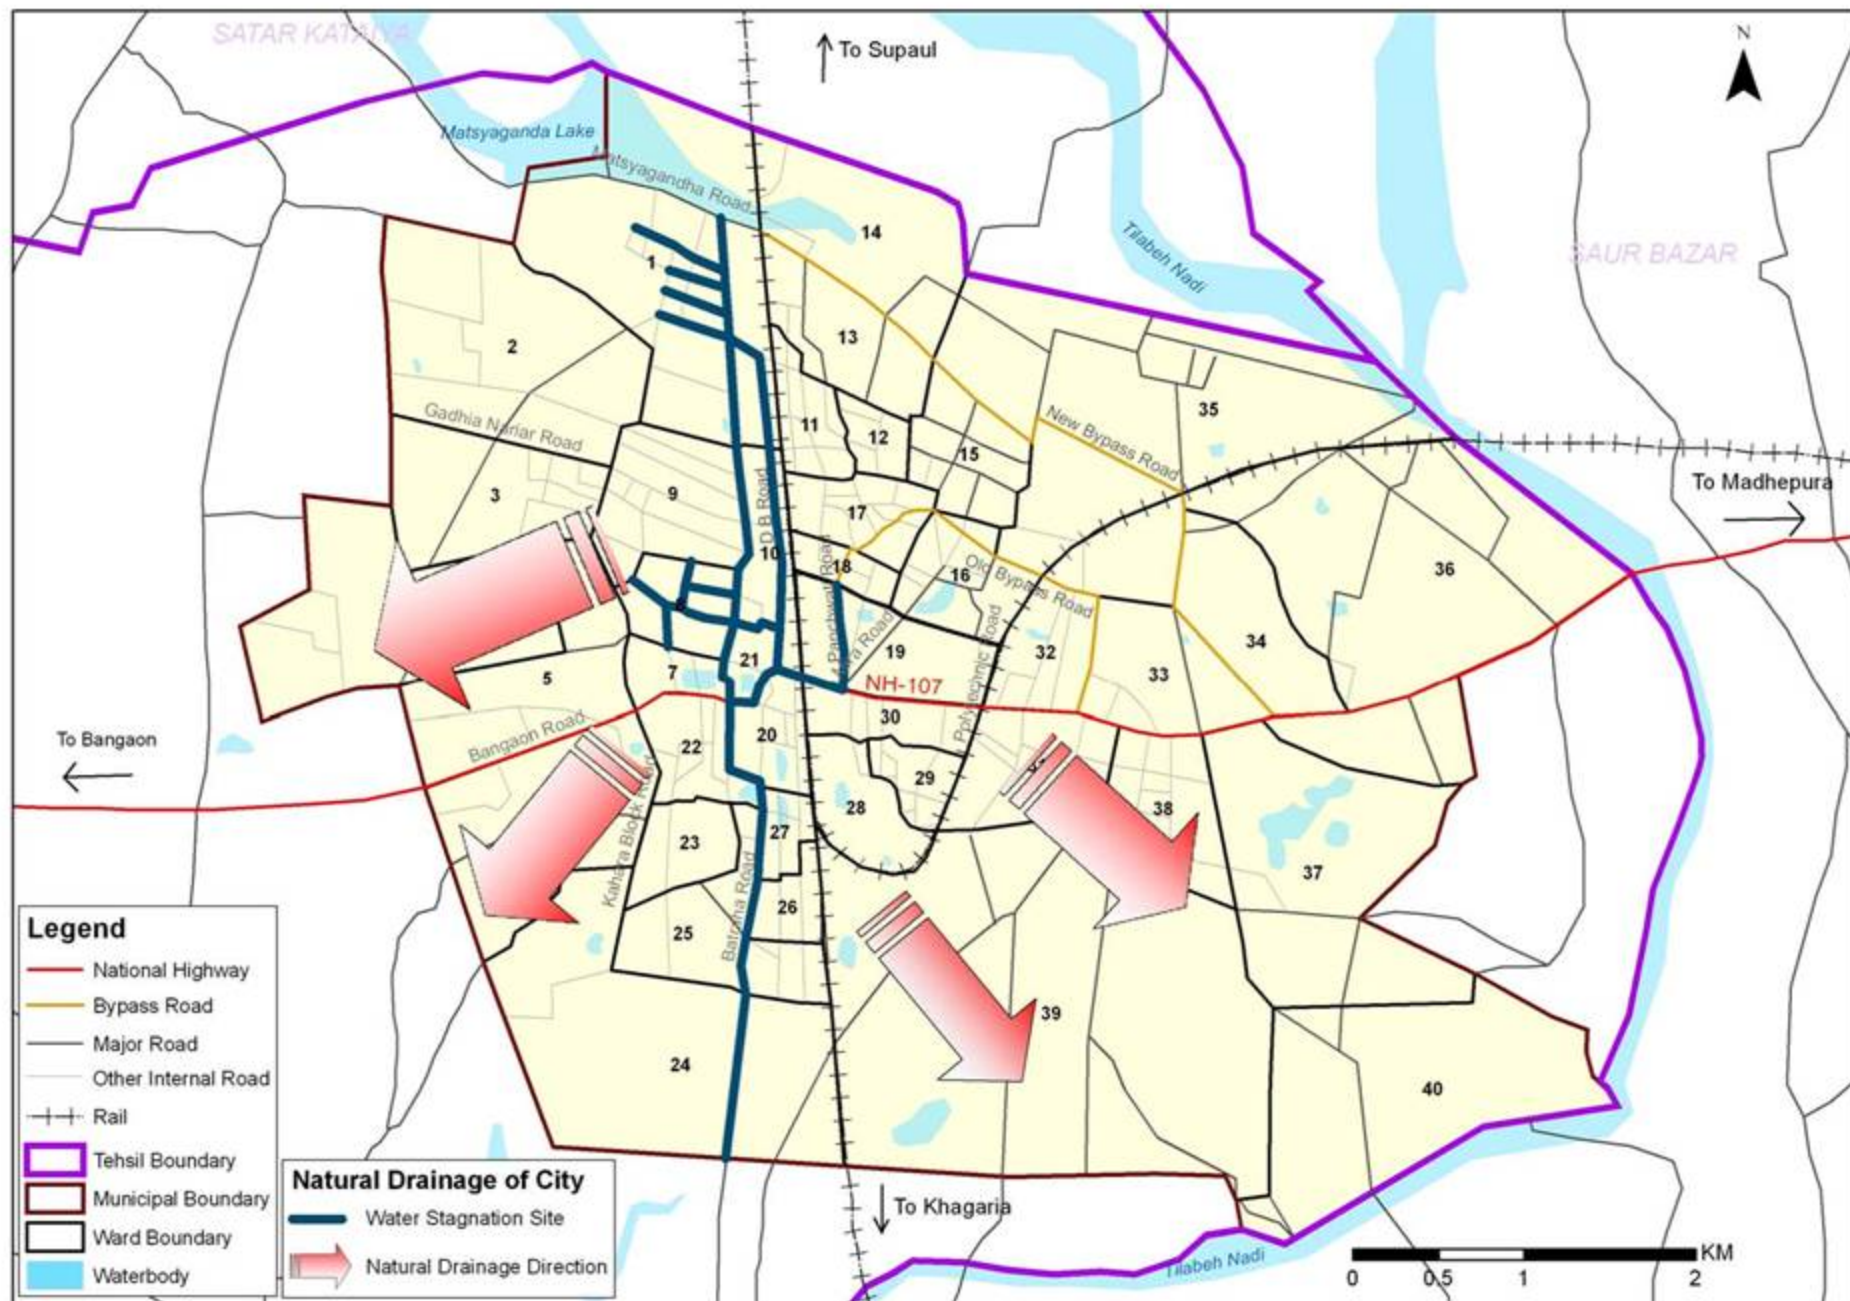 SATAR KATAIYA
N
To Supaul
Matsyaganda Lake
Matsyagandha Road
14
Tilabeh Nadi
SAUR BAZAR
1
2
13
35
Gadhia Nariar Road
11
12
New Bypass Road
15
3
9
D B Road
17
To Madhepura
10
18
16
Old Bypass Road
36
Panchwati Road
34
19
32
33
21
7
5
NH-107
Polytechnic Road
30
20
22
Bangaon Road
To Bangaon
29
28
38
27
23
37
Kahara Block Road
26
25
39
24
40
Legend
National Highway
Bypass Road
Major Road
Other Internal Road
Rail
Tehsil Boundary
Municipal Boundary
Ward Boundary
Waterbody
Natural Drainage of City
Water Stagnation Site
Natural Drainage Direction
To Khagaria
Tilabeh Nadi
KM
0 0.5 1 2